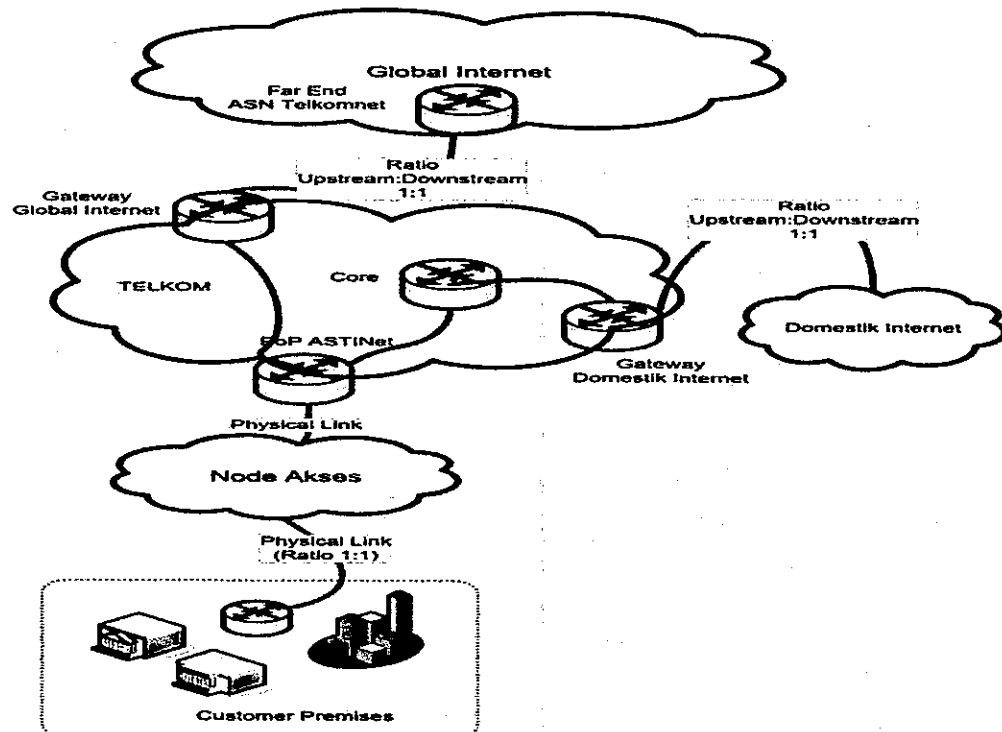 Global Internet
Far End
ASN Telkomnet
Ratio
Upstream:Downstream
1:1
Gateway
Global Internet
Ratio
Upstream:Downstream
1:1
Core
TELKOM
PoP ASTINet
Domestik Internet
Gateway
Domestik Internet
Physical Link
Node Akses
Physical Link
(Ratio 1:1)
Customer Premises